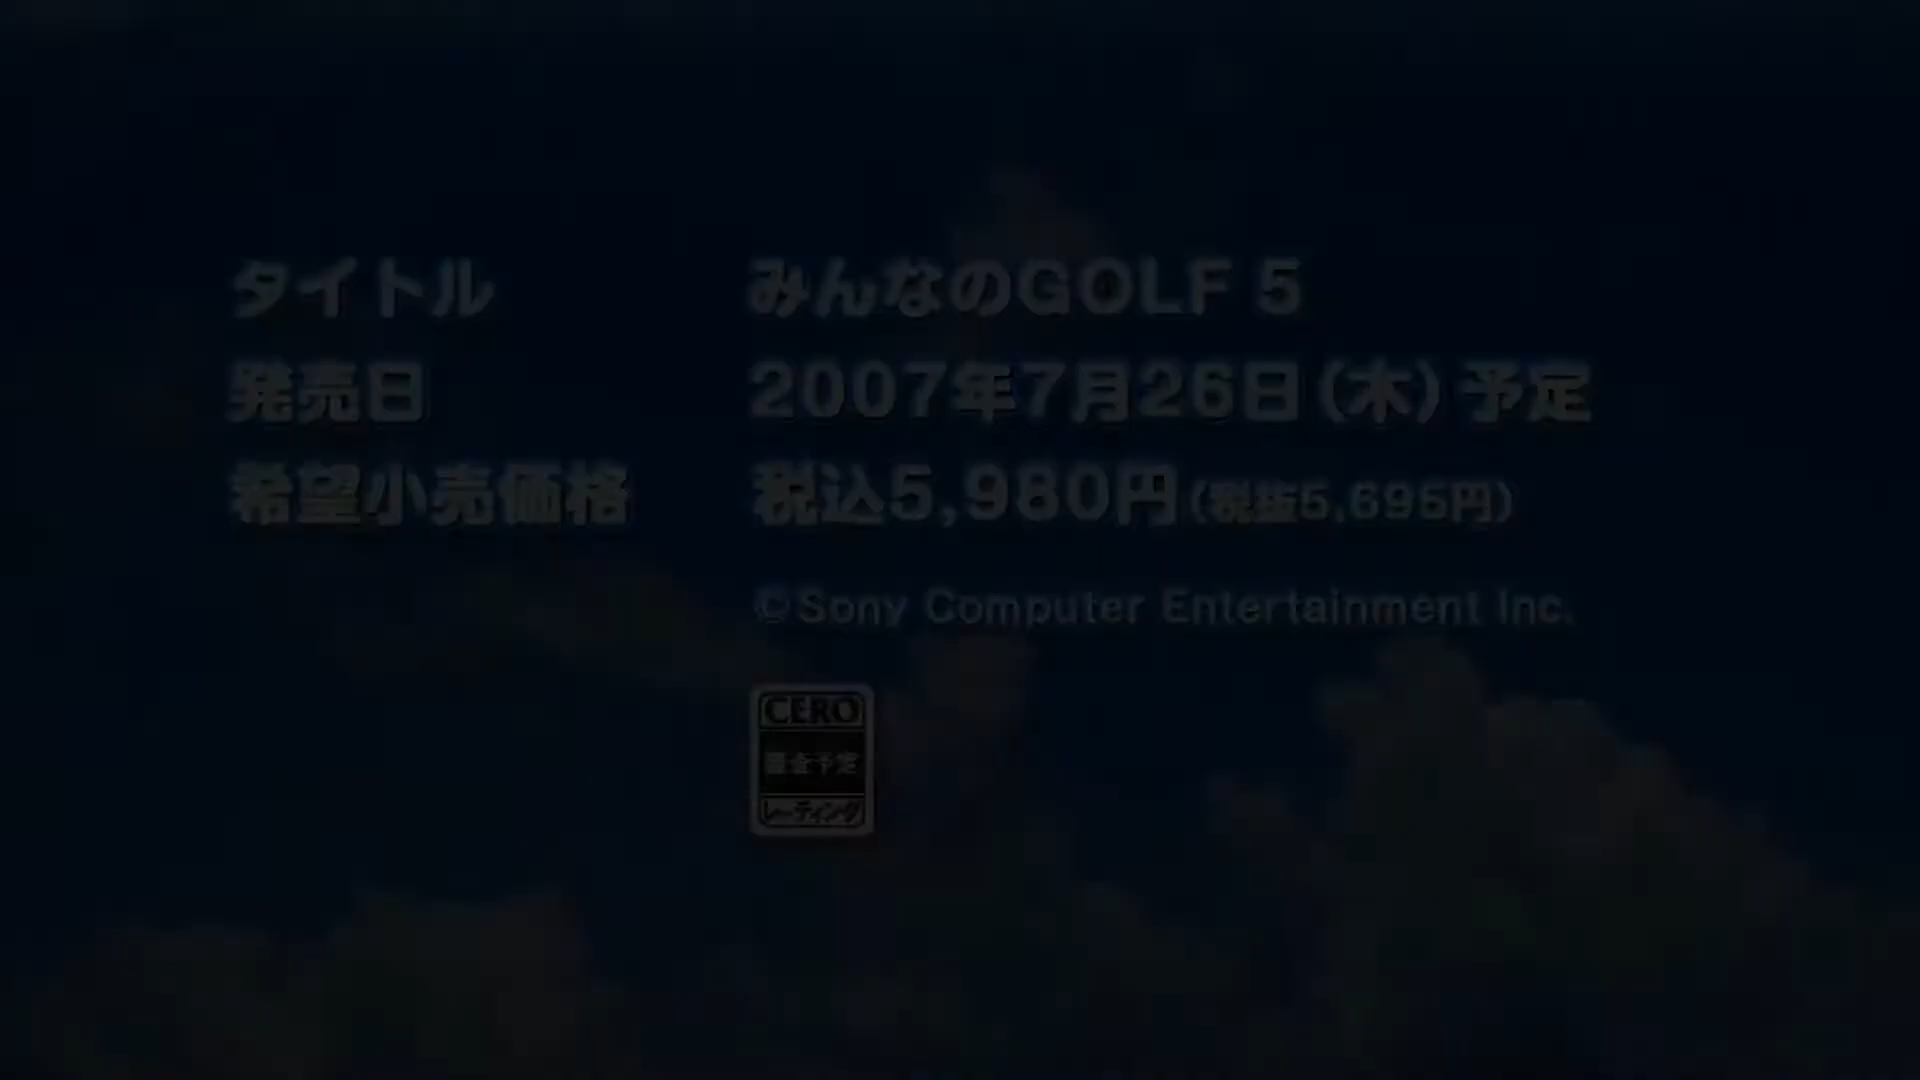 タイトル みんなのGOLF 5
発売日 2007年7月26日(木)予定
希望小売価格 税込5,980円(税抜5,695円)
©Sony Computer Entertainment Inc.
CERO
審査予定
レーティング